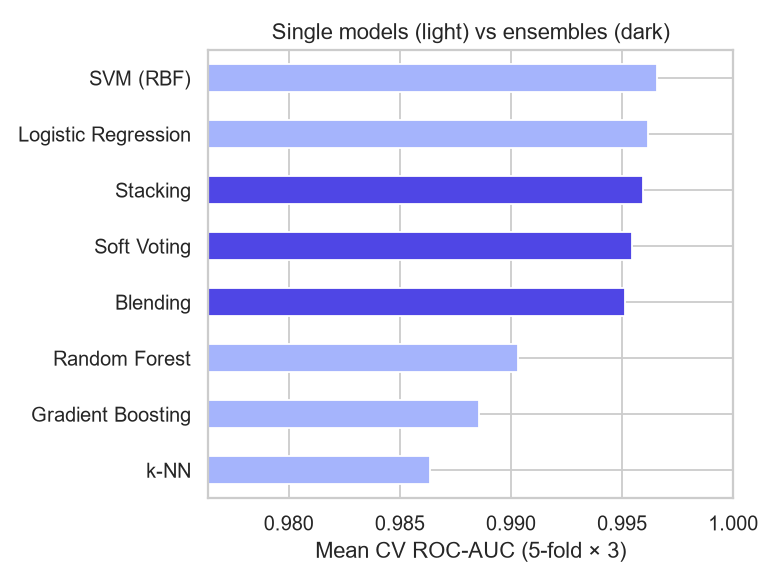 Single models (light) vs ensembles (dark)
SVM (RBF)
Logistic Regression
Stacking
Soft Voting
Blending
Random Forest
Gradient Boosting
k-NN
0.980 0.985 0.990 0.995 1.000
Mean CV ROC-AUC (5-fold × 3)